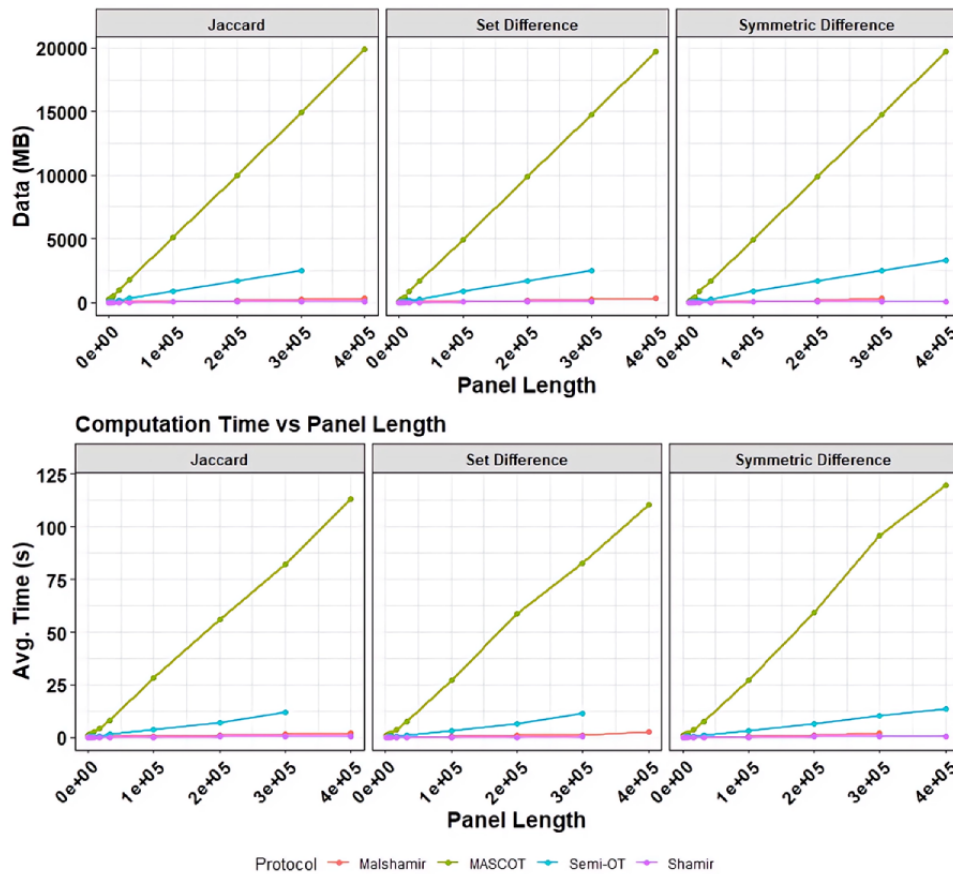 Jaccard Set Difference Symmetric Difference
Data (MB)
20000
15000
10000
5000
0
0e+00 1e+05 2e+05 3e+05 4e+05 0e+00 1e+05 2e+05 3e+05 4e+05 0e+00 1e+05 2e+05 3e+05 4e+05
Panel Length
Computation Time vs Panel Length
Jaccard Set Difference Symmetric Difference
Avg. Time (s)
125
100
75
50
25
0
0e+00 1e+05 2e+05 3e+05 4e+05 0e+00 1e+05 2e+05 3e+05 4e+05 0e+00 1e+05 2e+05 3e+05 4e+05
Panel Length
Protocol Malshamir MASCOT Semi-OT Shamir